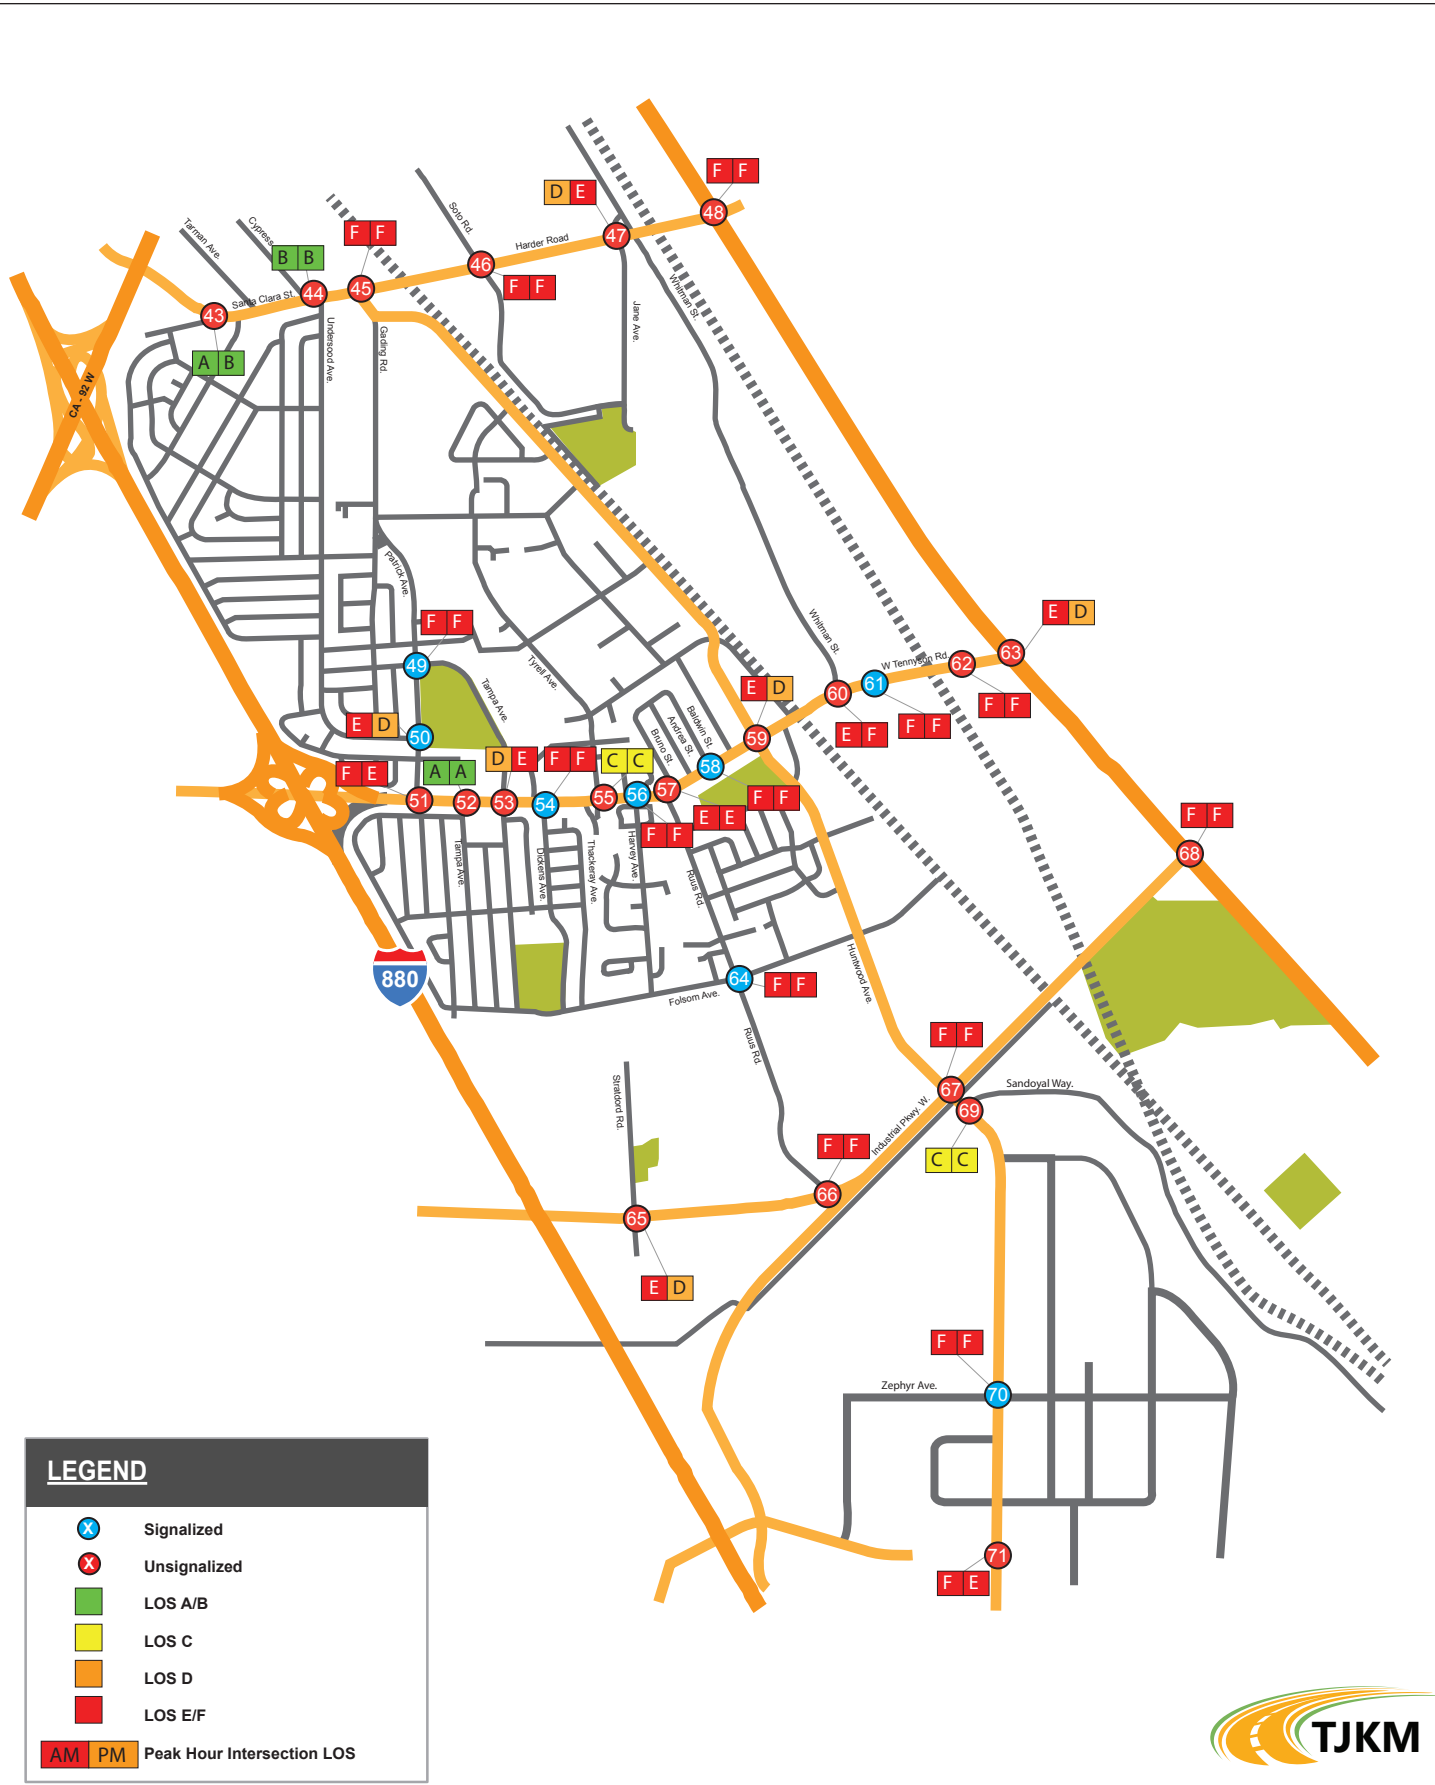 F F
D E
48
Soto Rd.
Tarman Ave.
Cypress
F F
47
Harder Road
B B
46
Whitman St.
F F
45
44
Santa Clara St.
43
Jane Ave.
Undersood Ave.
Gading Rd.
A B
CA - 92 W
Patrick Ave.
F F
E D
Whitman St.
49
63
W Tennyson Rd.
62
61
60
Tyrell Ave.
Tampa Ave.
E D
F F
Baldwin St.
Andrea St.
Bruno St.
E F
F F
E D
50
59
D E
F F
C C
58
F E
A A
51
52
53
54
55
56
57
F F
E E
F F
F F
68
Tampa Ave.
Dickens Ave.
Thackeray Ave.
Harvey Ave.
Ruus Rd.
880
64
F F
Folsom Ave.
Huntwood Ave.
Ruus Rd.
F F
67
69
Sandoyal Way.
Stratdord Rd.
Industrial Pkwy. W.
F F
C C
66
65
E D
F F
Zephyr Ave.
70
71
F E
LEGEND
X Signalized
X Unsignalized
LOS A/B
LOS C
LOS D
LOS E/F
AM PM Peak Hour Intersection LOS
TJKM